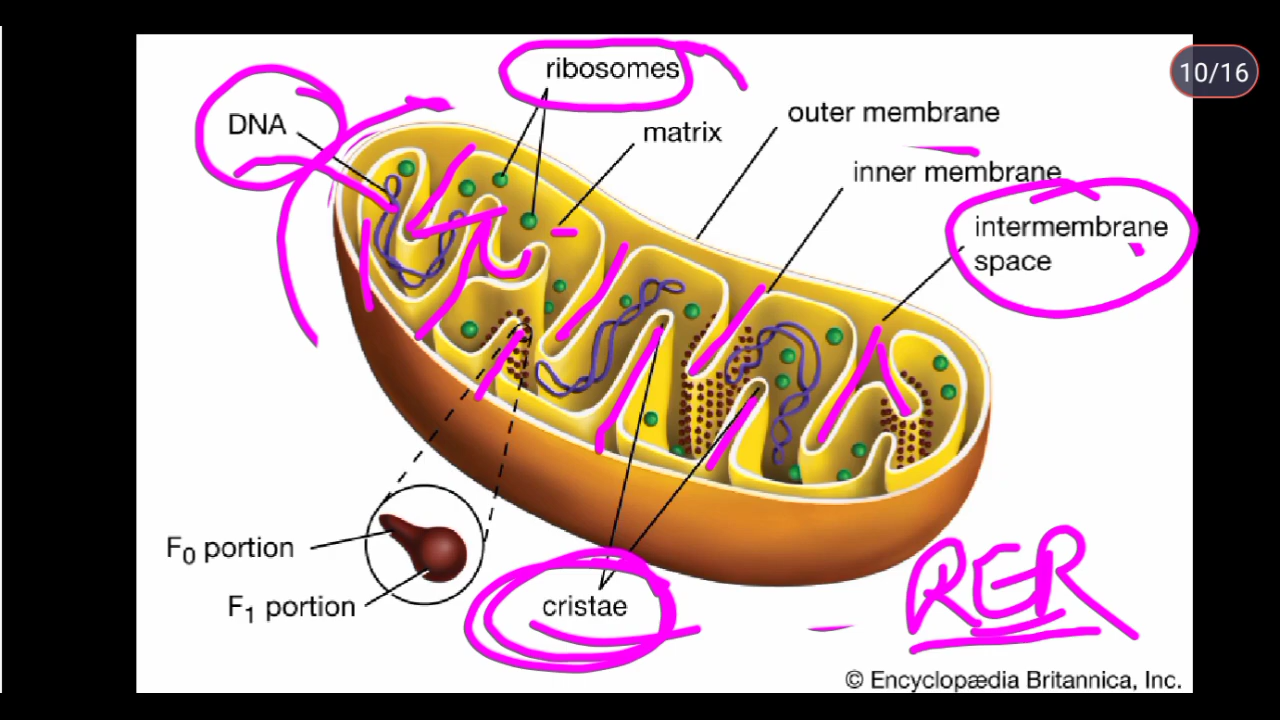 10/16
ribosomes
DNA
matrix
outer membrane
inner membrane
intermembrane
space
F₀ portion
F₁ portion
cristae
RER
© Encyclopædia Britannica, Inc.